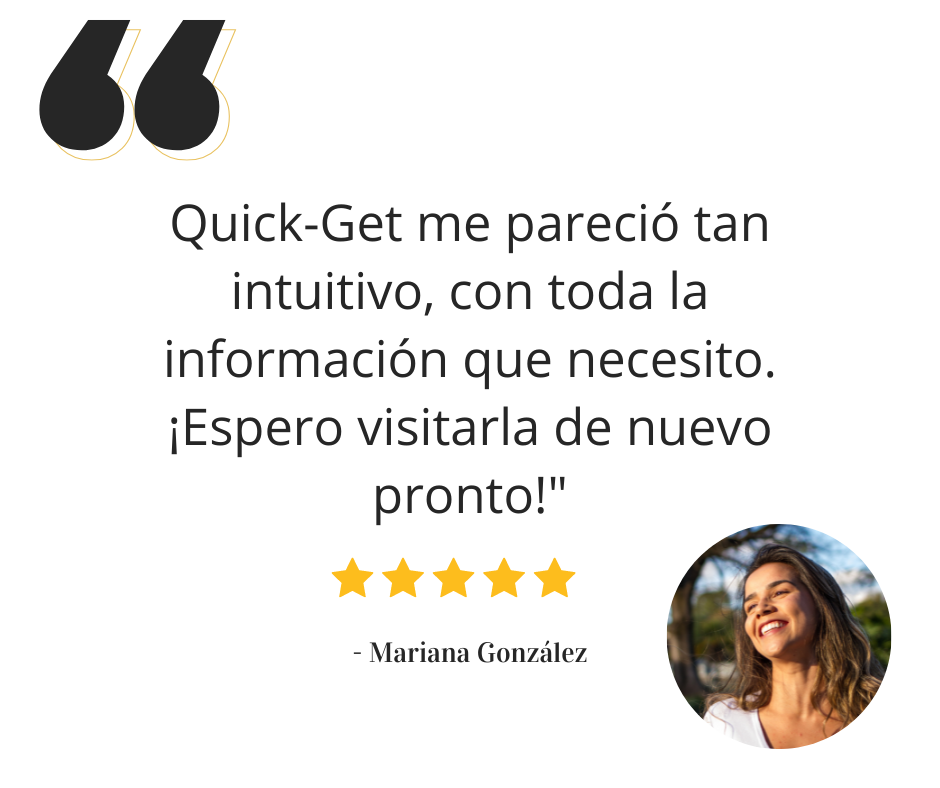 “
Quick-Get me pareció tan
intuitivo, con toda la
información que necesito.
¡Espero visitarla de nuevo
pronto!"
- Mariana González